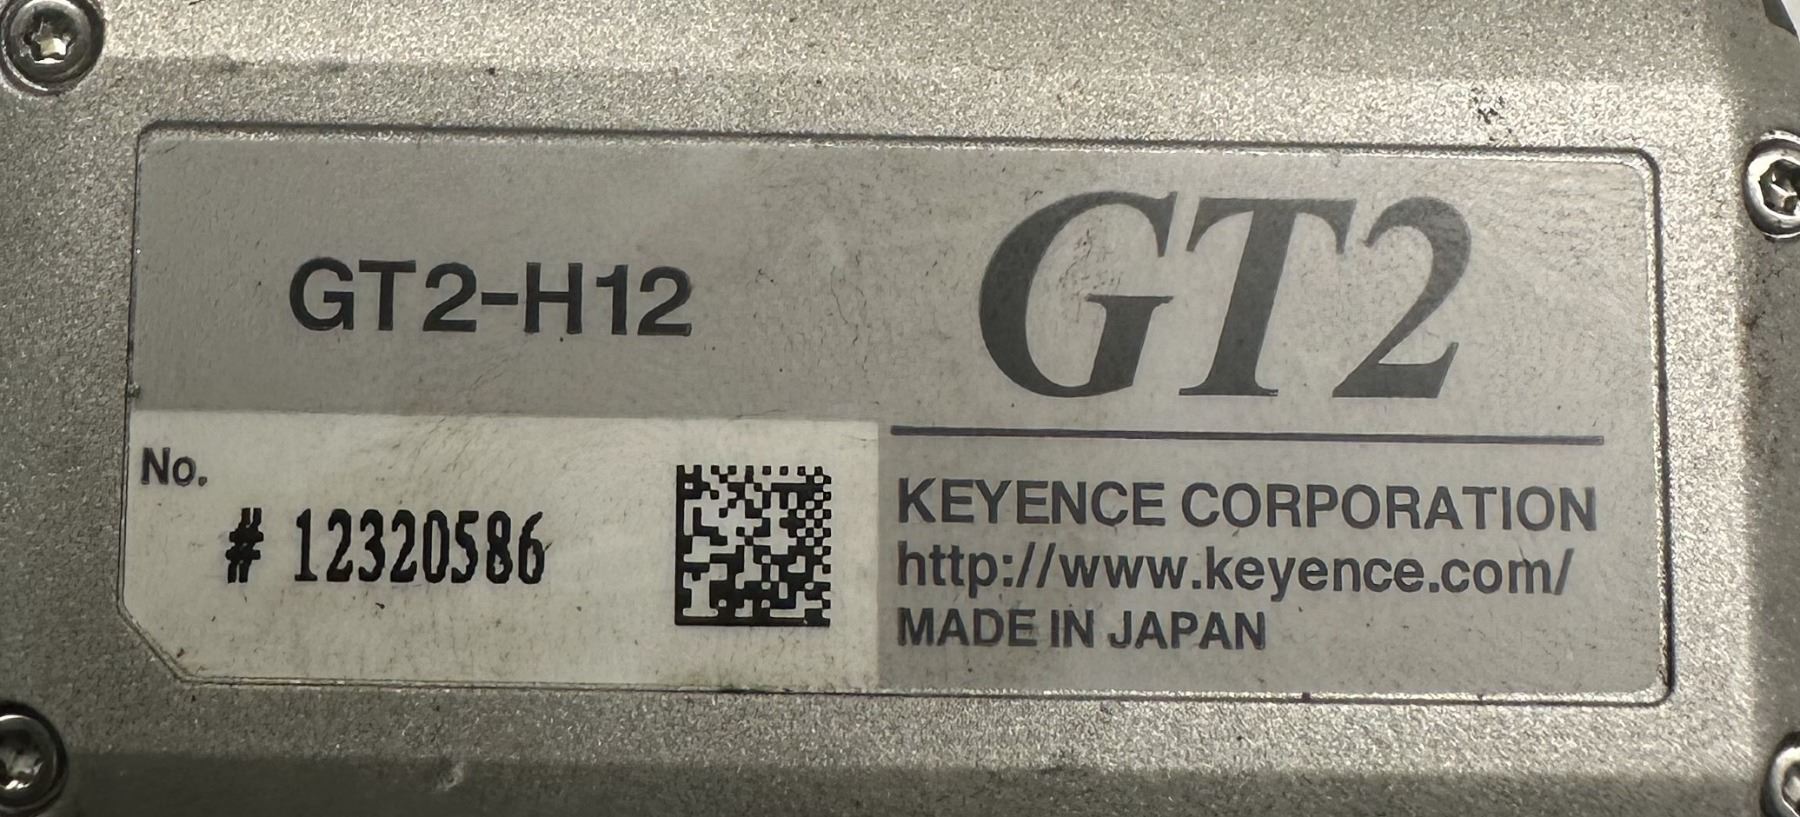 GT2-H12
GT2
No.
# 12320586
KEYENCE CORPORATION
http://www.keyence.com/
MADE IN JAPAN